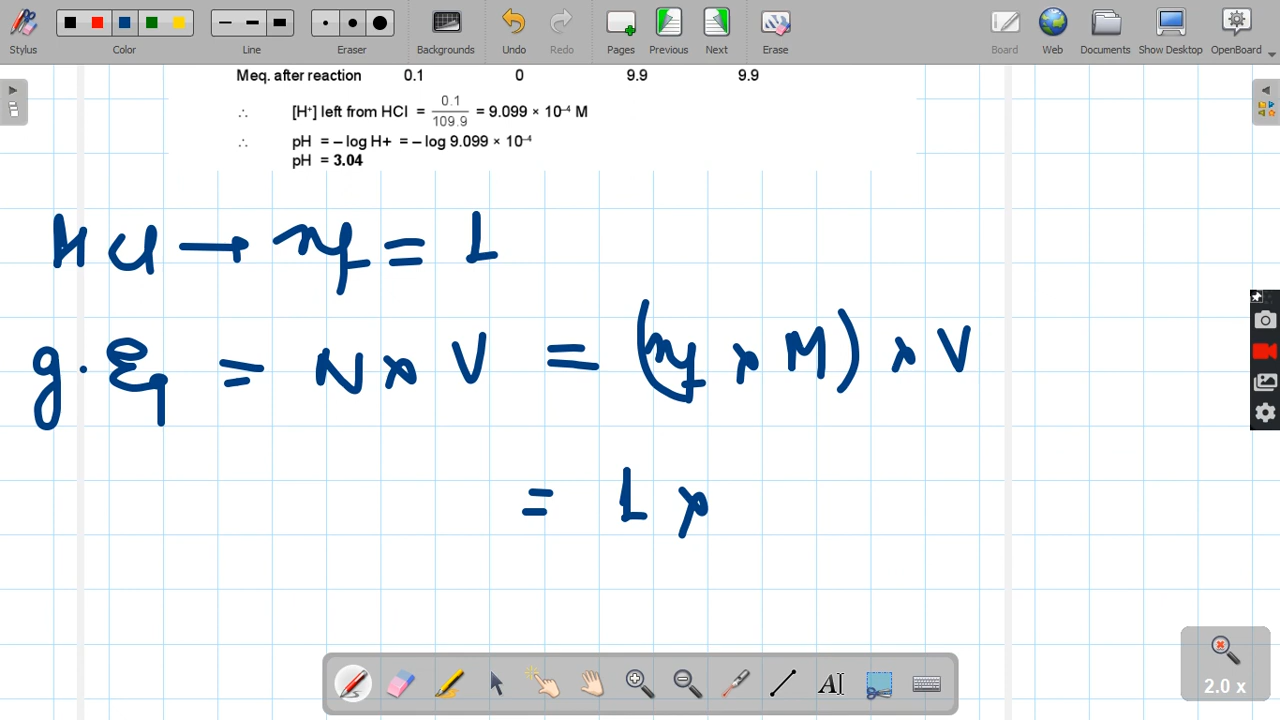 Stylus Color Line Eraser Backgrounds Undo Redo Pages Previous Next Erase Board Web Documents Show Desktop OpenBoard
Meq. after reaction 0.1 0 9.9 9.9
∴ [H⁺] left from HCl = 0.1/109.9 = 9.099 × 10⁻⁴ M
∴ pH = – log H+ = – log 9.099 × 10⁻⁴
pH = 3.04
HCl → nf = 1
g. Eq = N × V = (nf × M) × V
= 1 ×
2.0 x